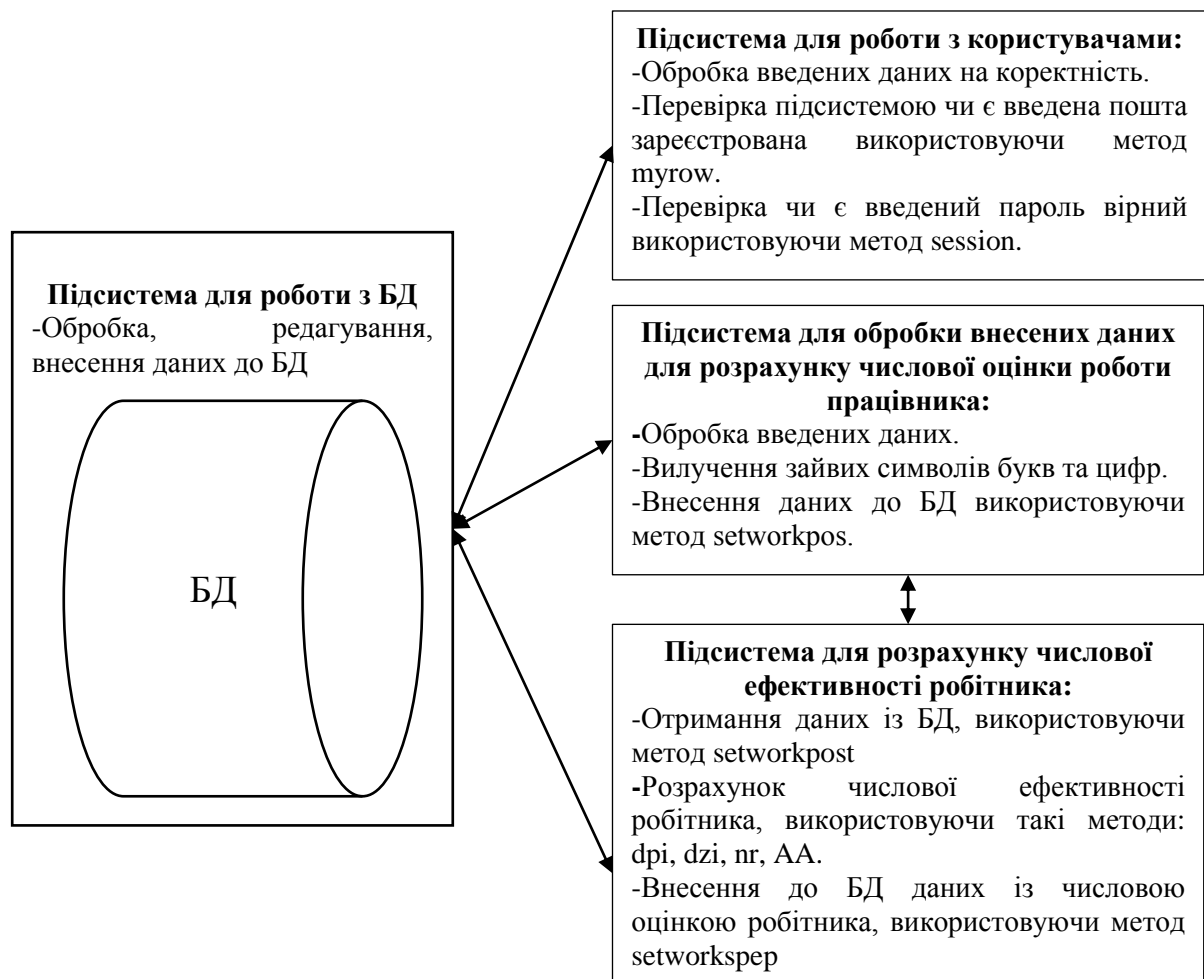 Підсистема для роботи з БД
-Обробка, редагування,
внесення даних до БД
БД
Підсистема для роботи з користувачами:
-Обробка введених даних на коректність.
-Перевірка підсистемою чи є введена пошта
зареєстрована використовуючи метод
myrow.
-Перевірка чи є введений пароль вірний
використовуючи метод session.
Підсистема для обробки внесених даних
для розрахунку числової оцінки роботи
працівника:
-Обробка введених даних.
-Вилучення зайвих символів букв та цифр.
-Внесення даних до БД використовуючи
метод setworkpos.
Підсистема для розрахунку числової
ефективності робітника:
-Отримання даних із БД, використовуючи
метод setworkpost
-Розрахунок числової ефективності
робітника, використовуючи такі методи:
dpi, dzi, nr, AA.
-Внесення до БД даних із числовою
оцінкою робітника, використовуючи метод
setworkspep